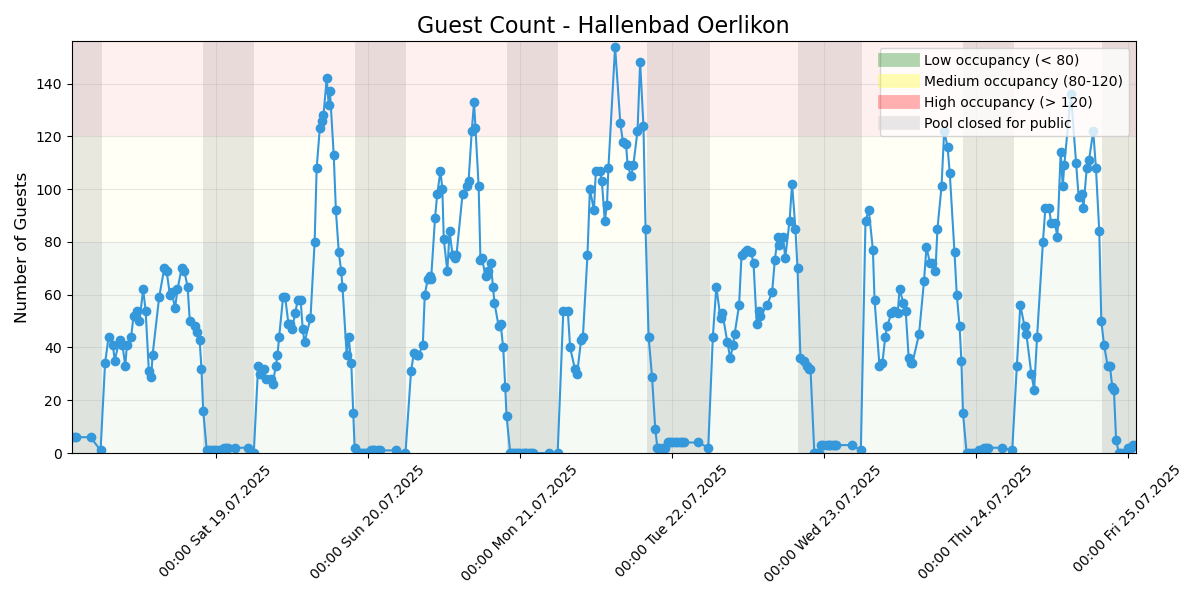 Guest Count - Hallenbad Oerlikon
Low occupancy (< 80)
Medium occupancy (80-120)
High occupancy (> 120)
Pool closed for public
Number of Guests
140
120
100
80
60
40
20
0
00:00 Sat 19.07.2025
00:00 Sun 20.07.2025
00:00 Mon 21.07.2025
00:00 Tue 22.07.2025
00:00 Wed 23.07.2025
00:00 Thu 24.07.2025
00:00 Fri 25.07.2025